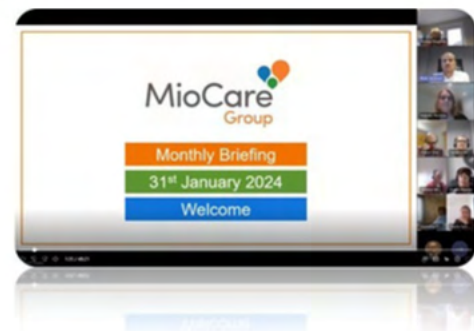 MioCare
Group
Monthly Briefing
31st January 2024
Welcome